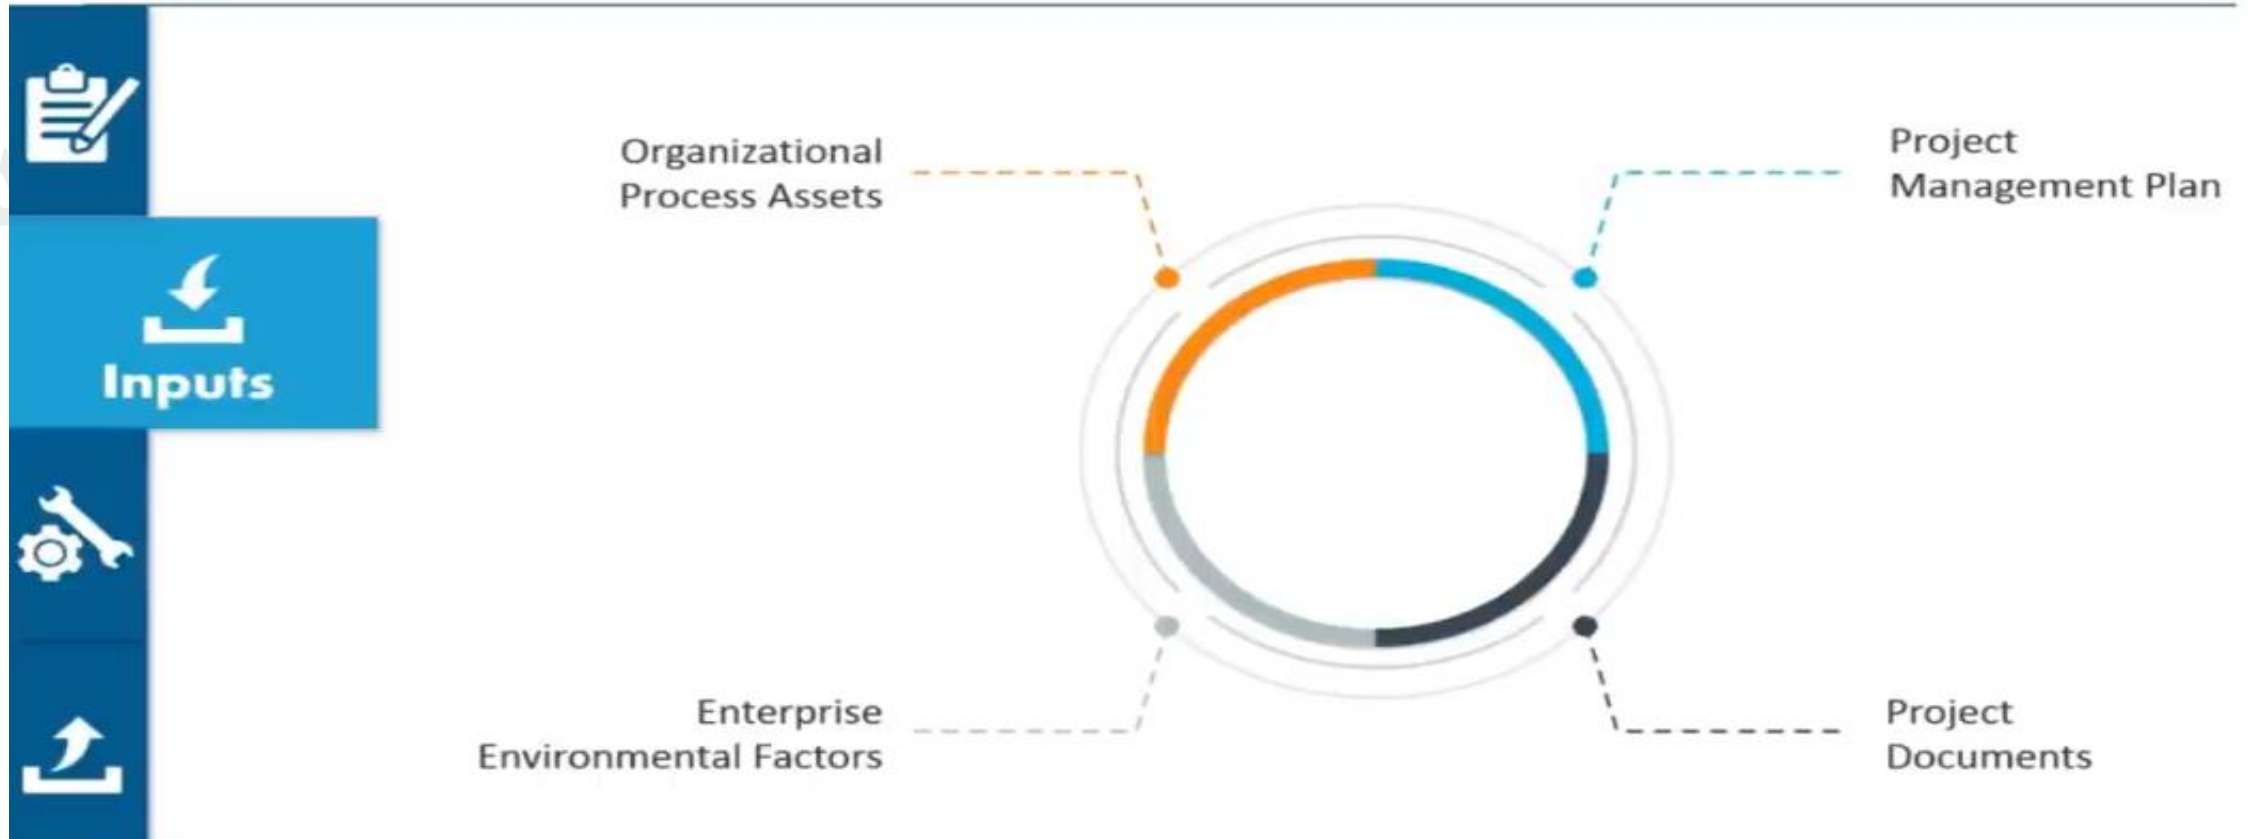 Organizational
Process Assets
Project
Management Plan
Inputs
Enterprise
Environmental Factors
Project
Documents